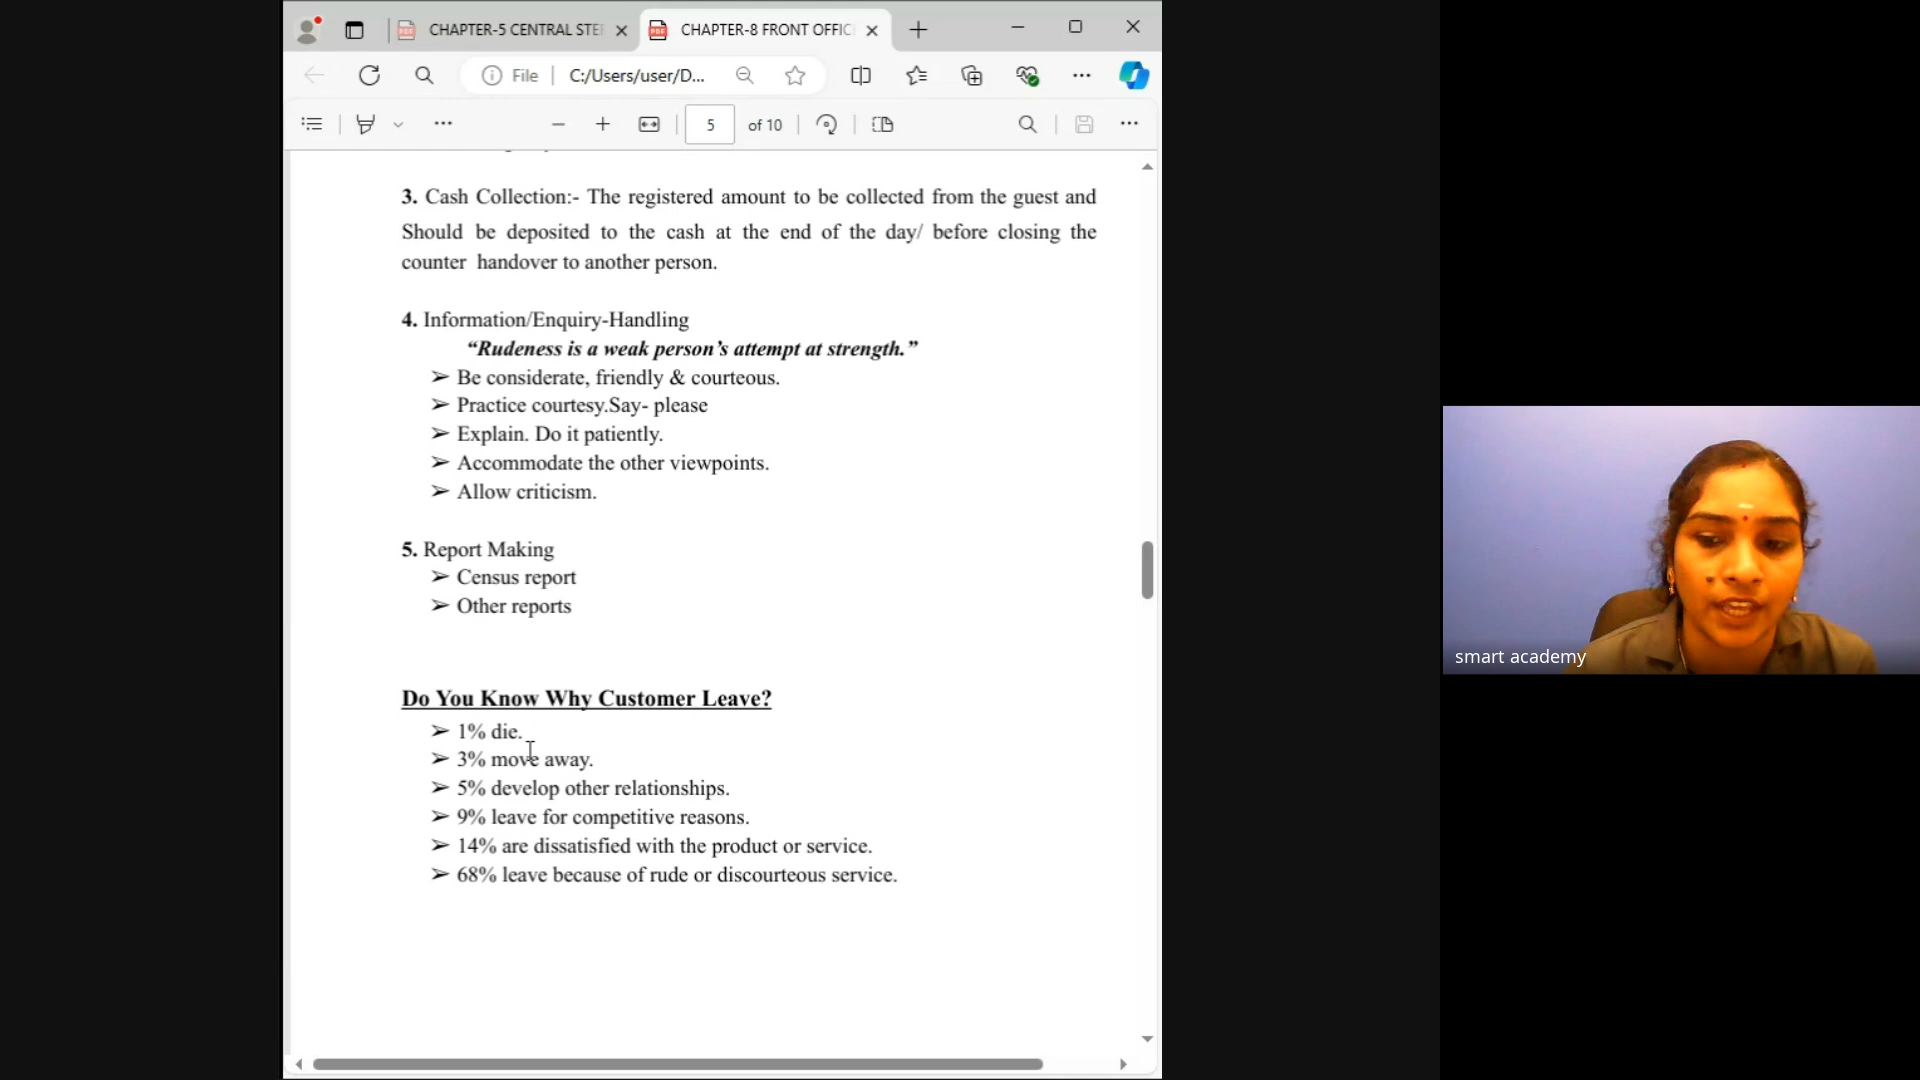 CHAPTER-5 CENTRAL STE
CHAPTER-8 FRONT OFFIC
File
C:/Users/user/D...
5
of 10
3. Cash Collection:- The registered amount to be collected from the guest and
Should be deposited to the cash at the end of the day/ before closing the
counter handover to another person.
4. Information/Enquiry-Handling
“Rudeness is a weak person’s attempt at strength.”
➢ Be considerate, friendly & courteous.
➢ Practice courtesy.Say- please
➢ Explain. Do it patiently.
➢ Accommodate the other viewpoints.
➢ Allow criticism.
5. Report Making
➢ Census report
➢ Other reports
Do You Know Why Customer Leave?
➢ 1% die.
➢ 3% move away.
➢ 5% develop other relationships.
➢ 9% leave for competitive reasons.
➢ 14% are dissatisfied with the product or service.
➢ 68% leave because of rude or discourteous service.
smart academy